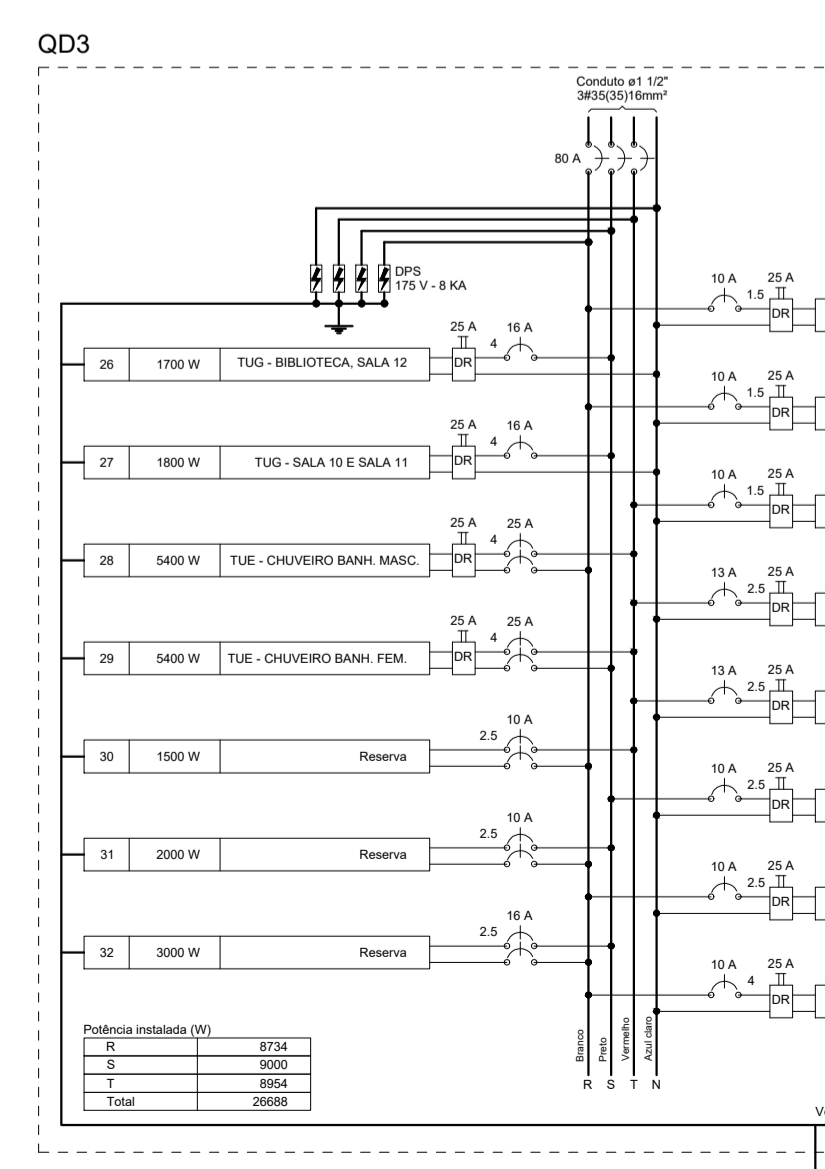 QD3
Conduto ø1 1/2"
3#35(35)16mm²
80 A
DPS
175 V - 8 KA
25 A 16 A
4
26 1700 W TUG - BIBLIOTECA, SALA 12 DR
25 A 16 A
4
27 1800 W TUG - SALA 10 E SALA 11 DR
25 A 25 A
4
28 5400 W TUE - CHUVEIRO BANH. MASC. DR
25 A 25 A
4
29 5400 W TUE - CHUVEIRO BANH. FEM. DR
10 A
2.5
30 1500 W Reserva
10 A
2.5
31 2000 W Reserva
16 A
2.5
32 3000 W Reserva
10 A 25 A
1.5
DR
10 A 25 A
1.5
DR
10 A 25 A
1.5
DR
13 A 25 A
2.5
DR
13 A 25 A
2.5
DR
10 A 25 A
2.5
DR
10 A 25 A
2.5
DR
10 A 25 A
4
DR
Potência instalada (W)
R 8734
S 9000
T 8954
Total 26688
Branco
Preto
Vermelho
Azul claro
R S T N